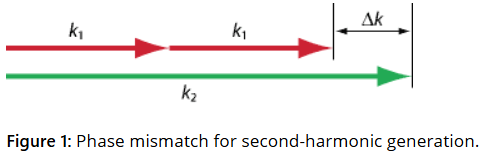 k₁ k₁ Δk
k₂
Figure 1: Phase mismatch for second-harmonic generation.